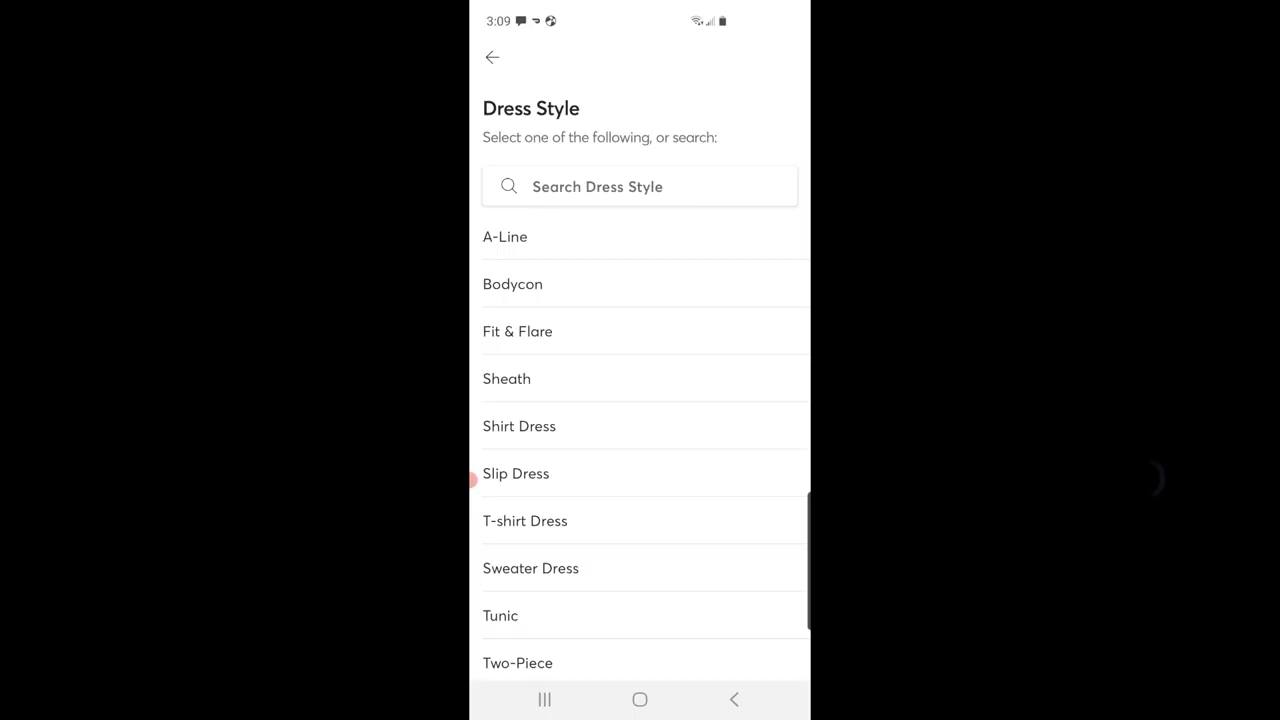 3:09
Dress Style
Select one of the following, or search:
Search Dress Style
A-Line
Bodycon
Fit & Flare
Sheath
Shirt Dress
Slip Dress
T-shirt Dress
Sweater Dress
Tunic
Two-Piece